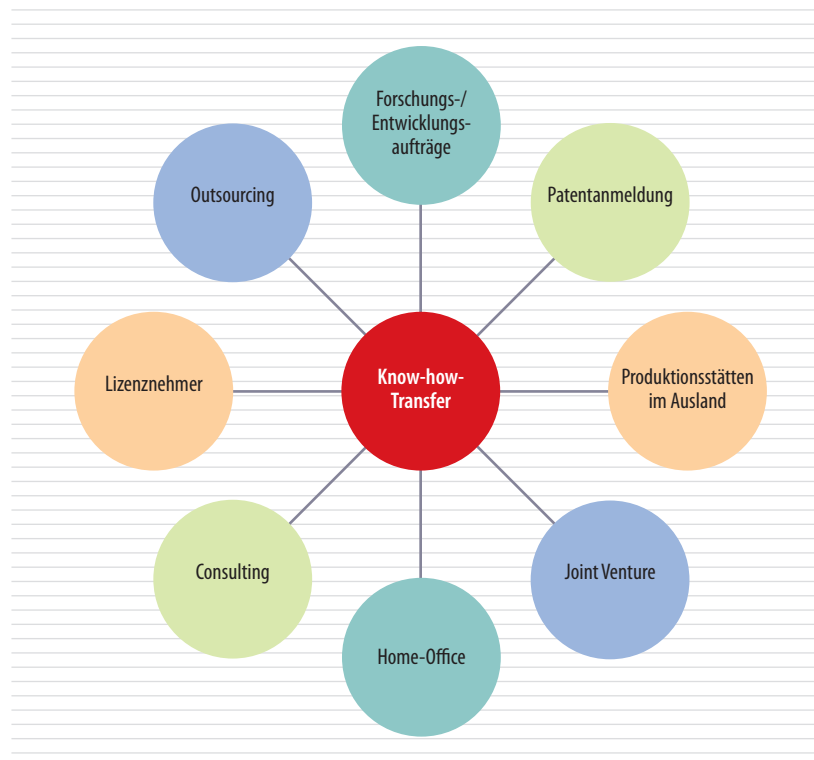 Forschungs-/
Entwicklungs-
aufträge
Outsourcing
Patentanmeldung
Lizenznehmer
Know-how-
Transfer
Produktionsstätten
im Ausland
Consulting
Joint Venture
Home-Office